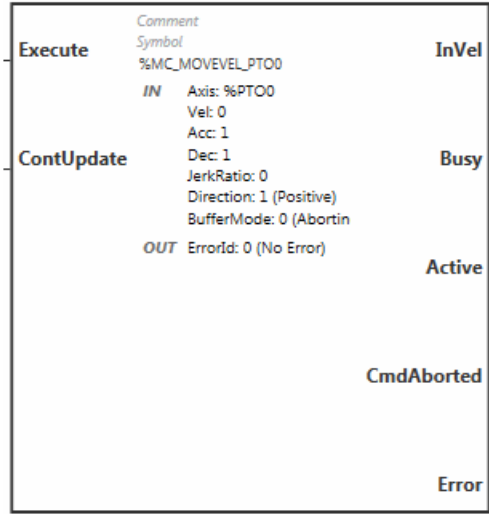 Comment
Symbol
Execute
InVel
%MC_MOVEVEL_PTO0
IN Axis: %PTO0
Vel: 0
Acc: 1
ContUpdate
Dec: 1
Busy
JerkRatio: 0
Direction: 1 (Positive)
BufferMode: 0 (Abortin
OUT ErrorId: 0 (No Error)
Active
CmdAborted
Error